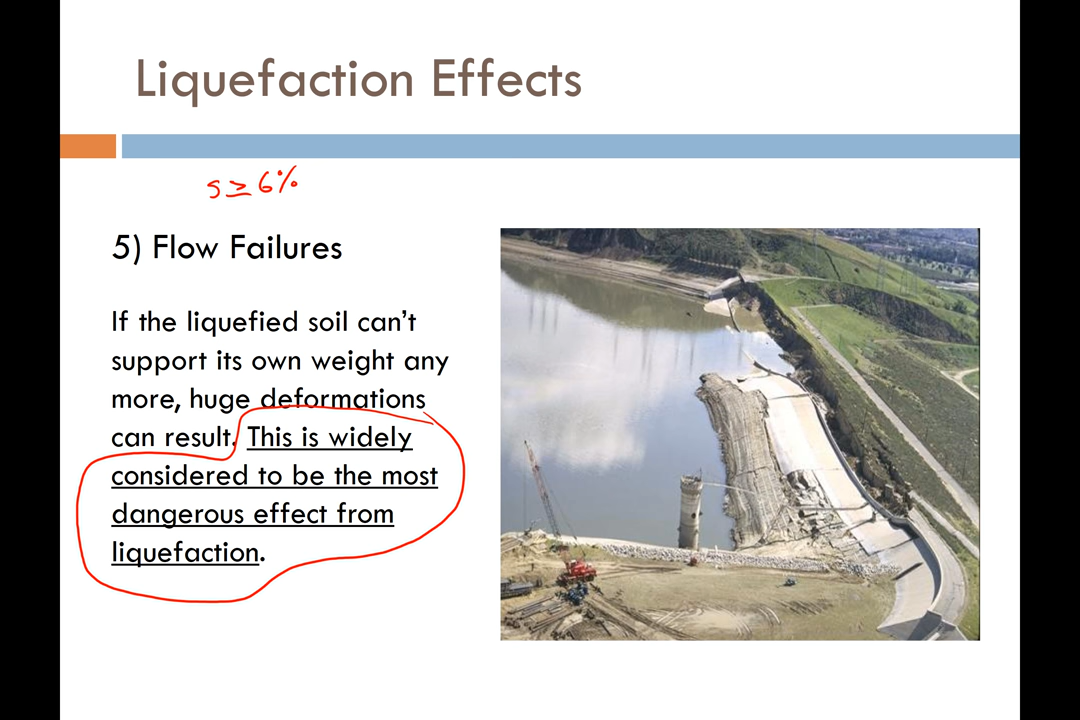 Liquefaction Effects
s ≥ 6%
5) Flow Failures
If the liquefied soil can't
support its own weight any
more, huge deformations
can result. This is widely
considered to be the most
dangerous effect from
liquefaction.